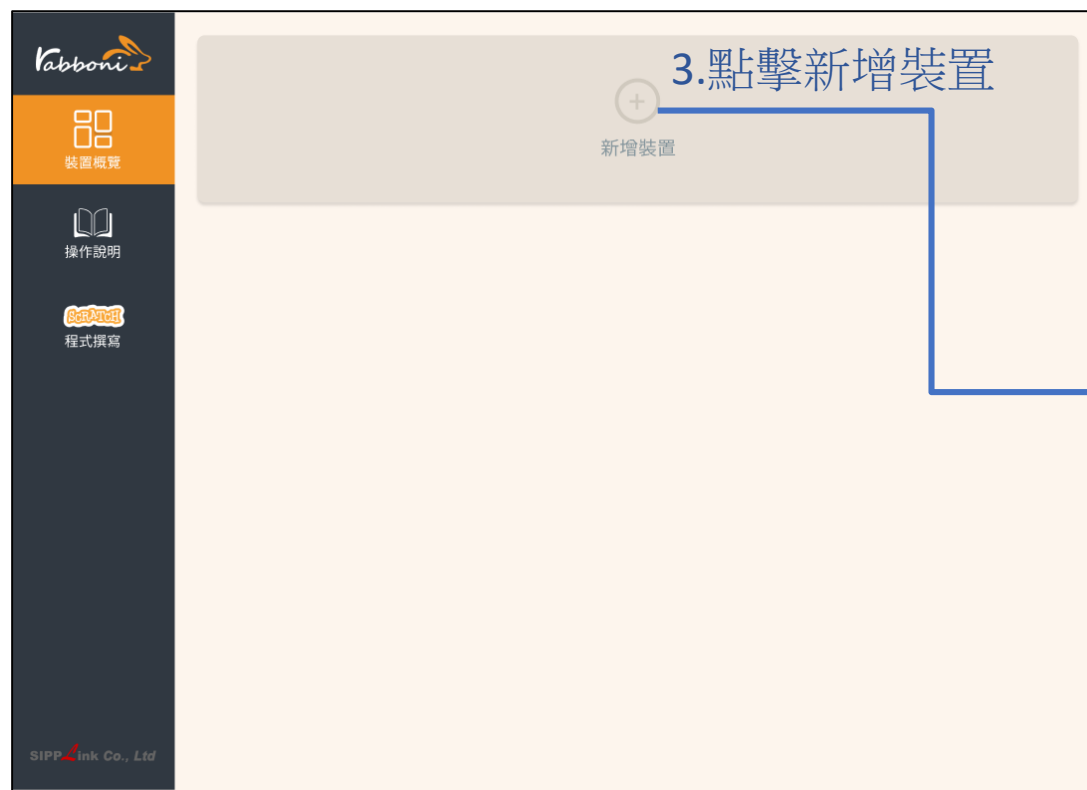 rabboni
裝置概覽
操作說明
SCRATCH
程式撰寫
SIPPLink Co., Ltd
3.點擊新增裝置
新增裝置